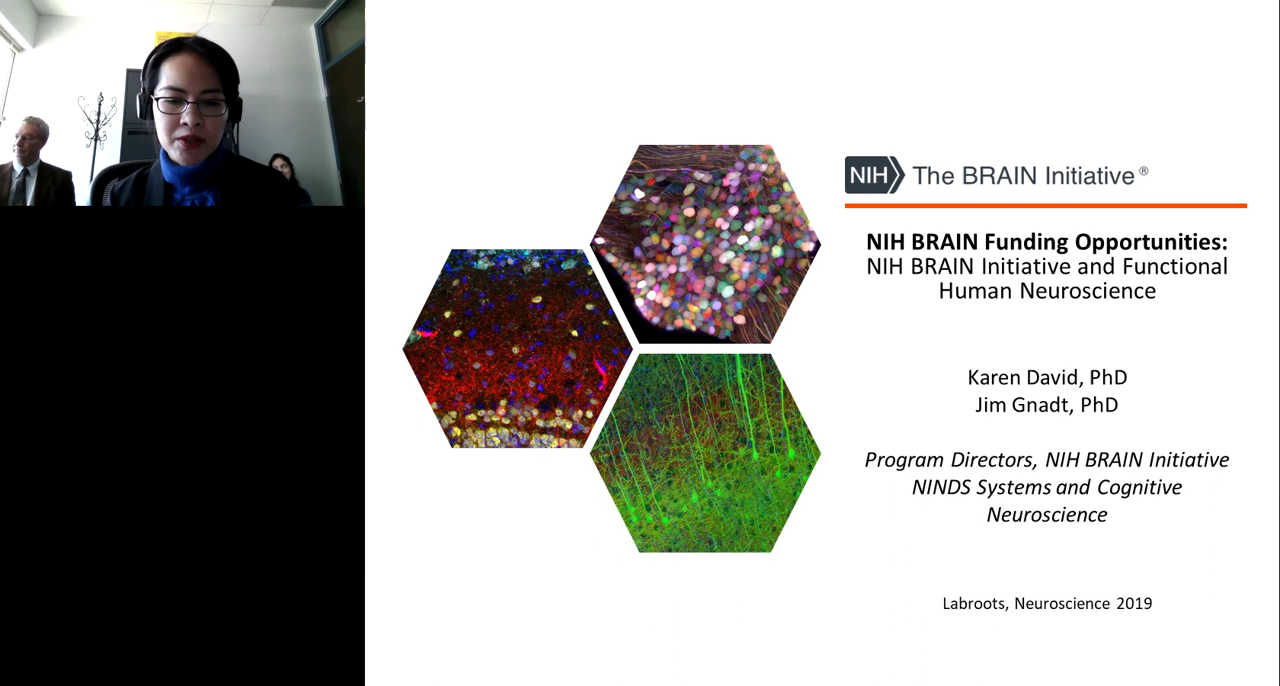 NIH The BRAIN Initiative®
NIH BRAIN Funding Opportunities:
NIH BRAIN Initiative and Functional
Human Neuroscience
Karen David, PhD
Jim Gnadt, PhD
Program Directors, NIH BRAIN Initiative
NINDS Systems and Cognitive
Neuroscience
Labroots, Neuroscience 2019